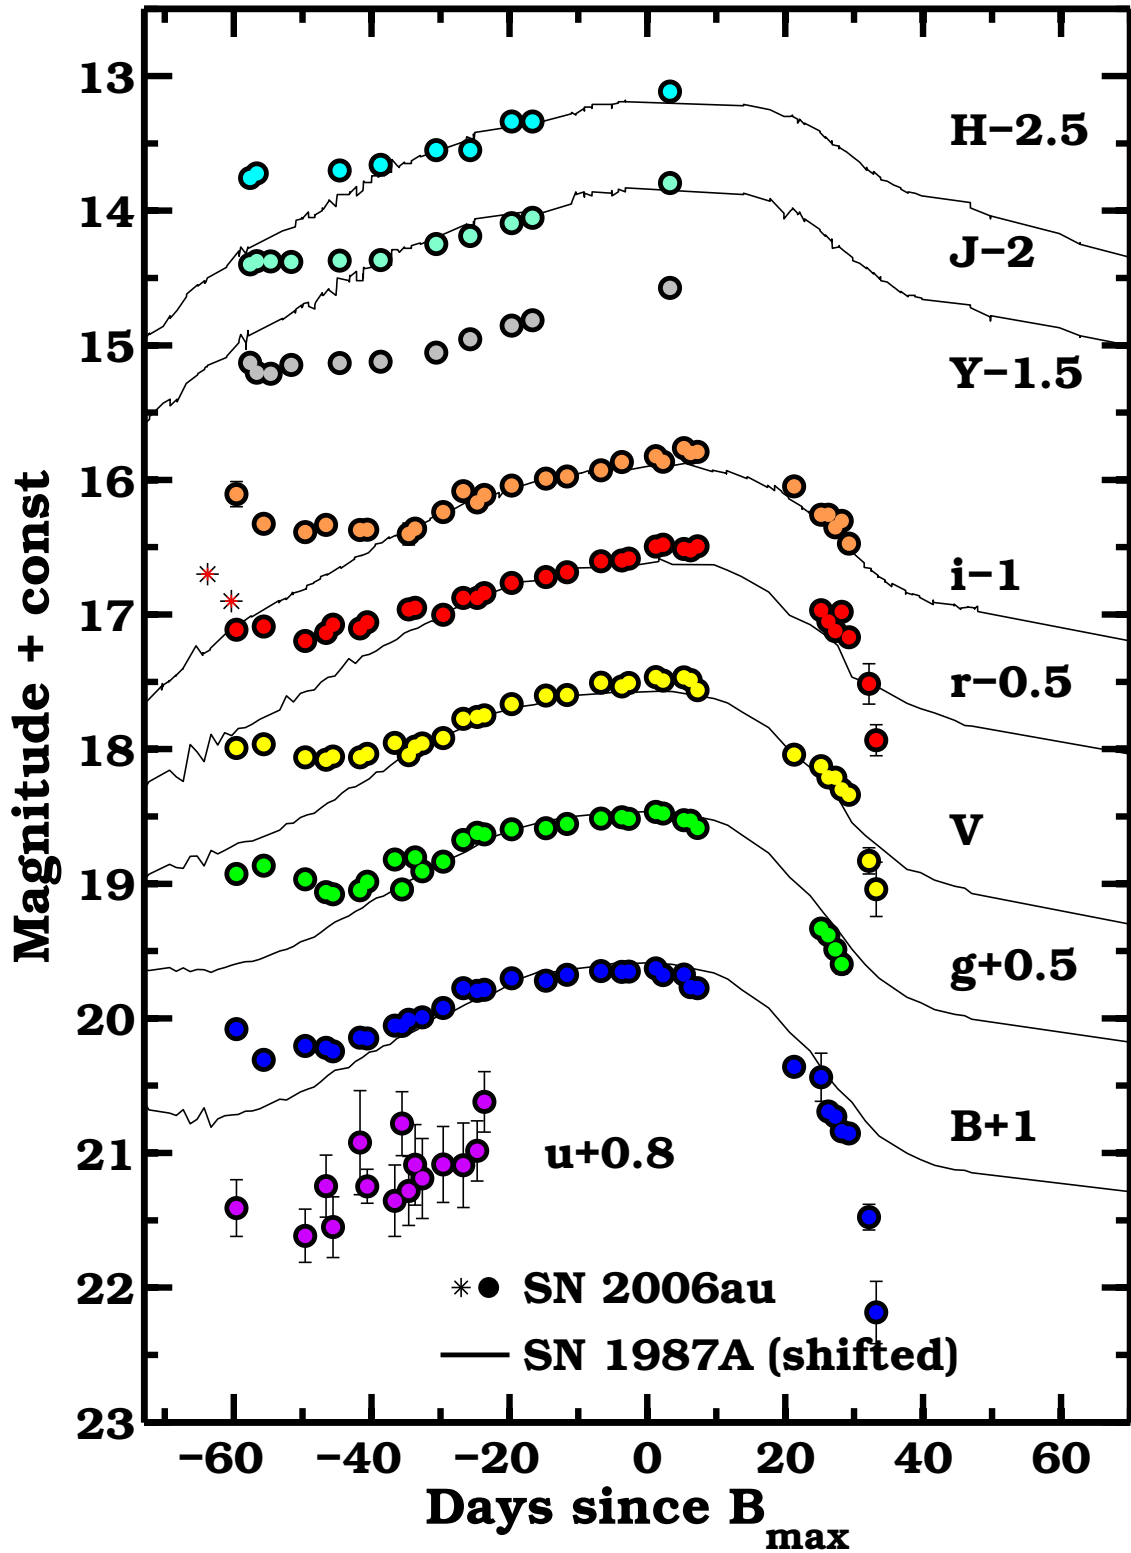 13
H−2.5
14
J−2
15
Y−1.5
16
i−1
17
r−0.5
18
V
19
g+0.5
20
B+1
21
u+0.8
22
SN 2006au
SN 1987A (shifted)
23
−60 −40 −20 0 20 40 60
Days since Bmax
Magnitude + const